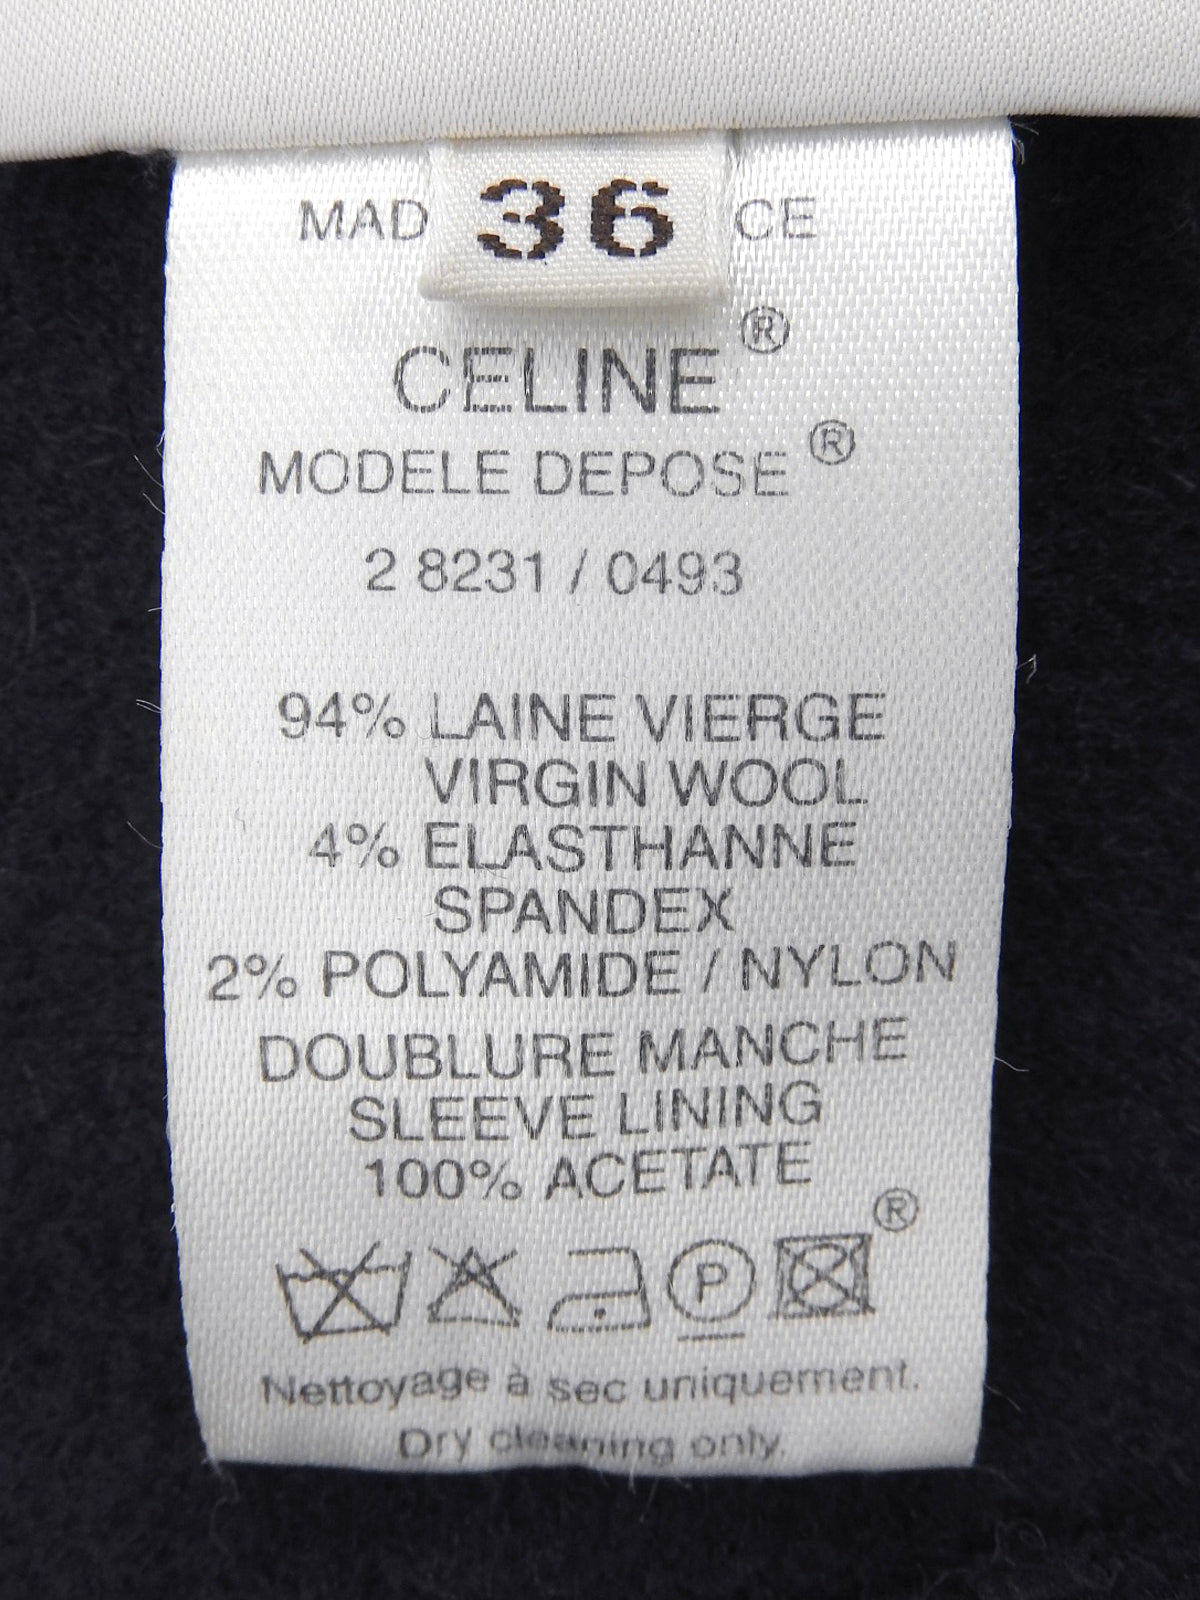 MAD 36 CE
CELINE®
MODELE DEPOSE®
2 8231 / 0493
94% LAINE VIERGE
VIRGIN WOOL
4% ELASTHANNE
SPANDEX
2% POLYAMIDE / NYLON
DOUBLURE MANCHE
SLEEVE LINING
100% ACETATE
®
P
Nettoyage à sec uniquement.
Dry cleaning only.